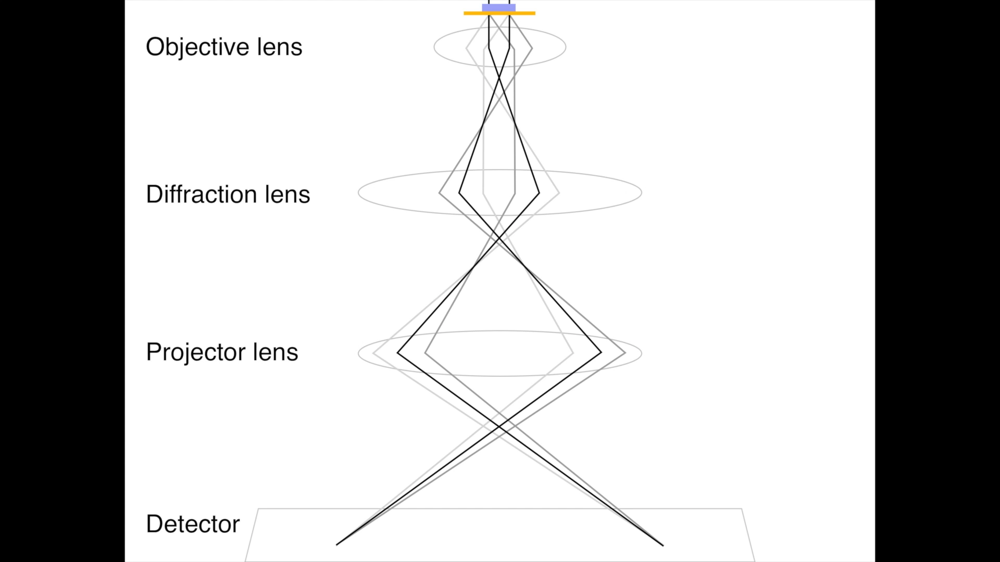 Objective lens
Diffraction lens
Projector lens
Detector